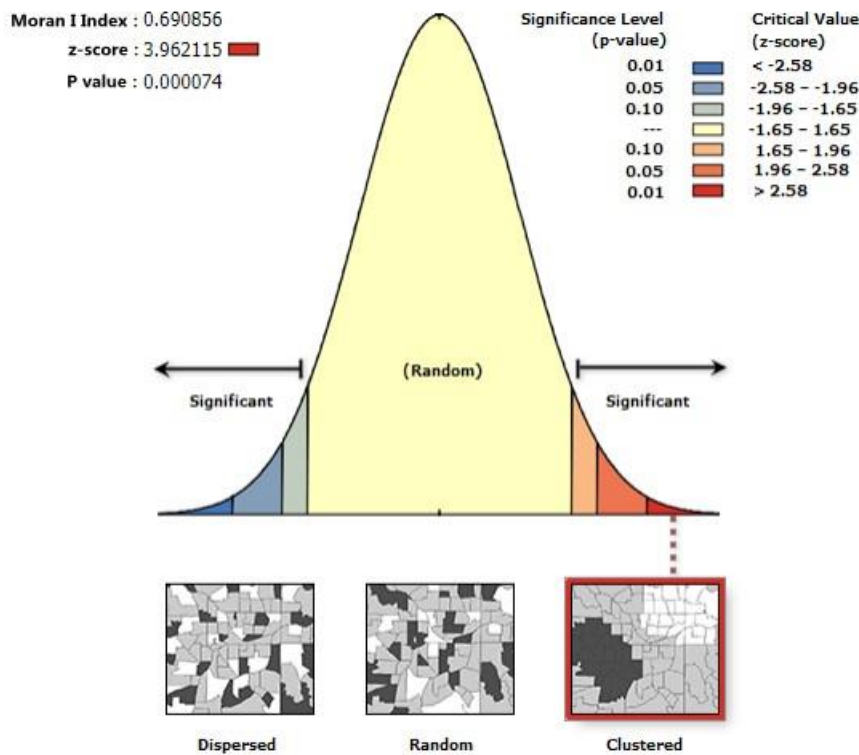 Moran I Index : 0.690856
z-score : 3.962115
P value : 0.000074
Significance Level
(p-value)
Critical Value
(z-score)
0.01 < -2.58
0.05 -2.58 – -1.96
0.10 -1.96 – -1.65
--- -1.65 – 1.65
0.10 1.65 – 1.96
0.05 1.96 – 2.58
0.01 > 2.58
(Random)
Significant
Significant
Dispersed
Random
Clustered